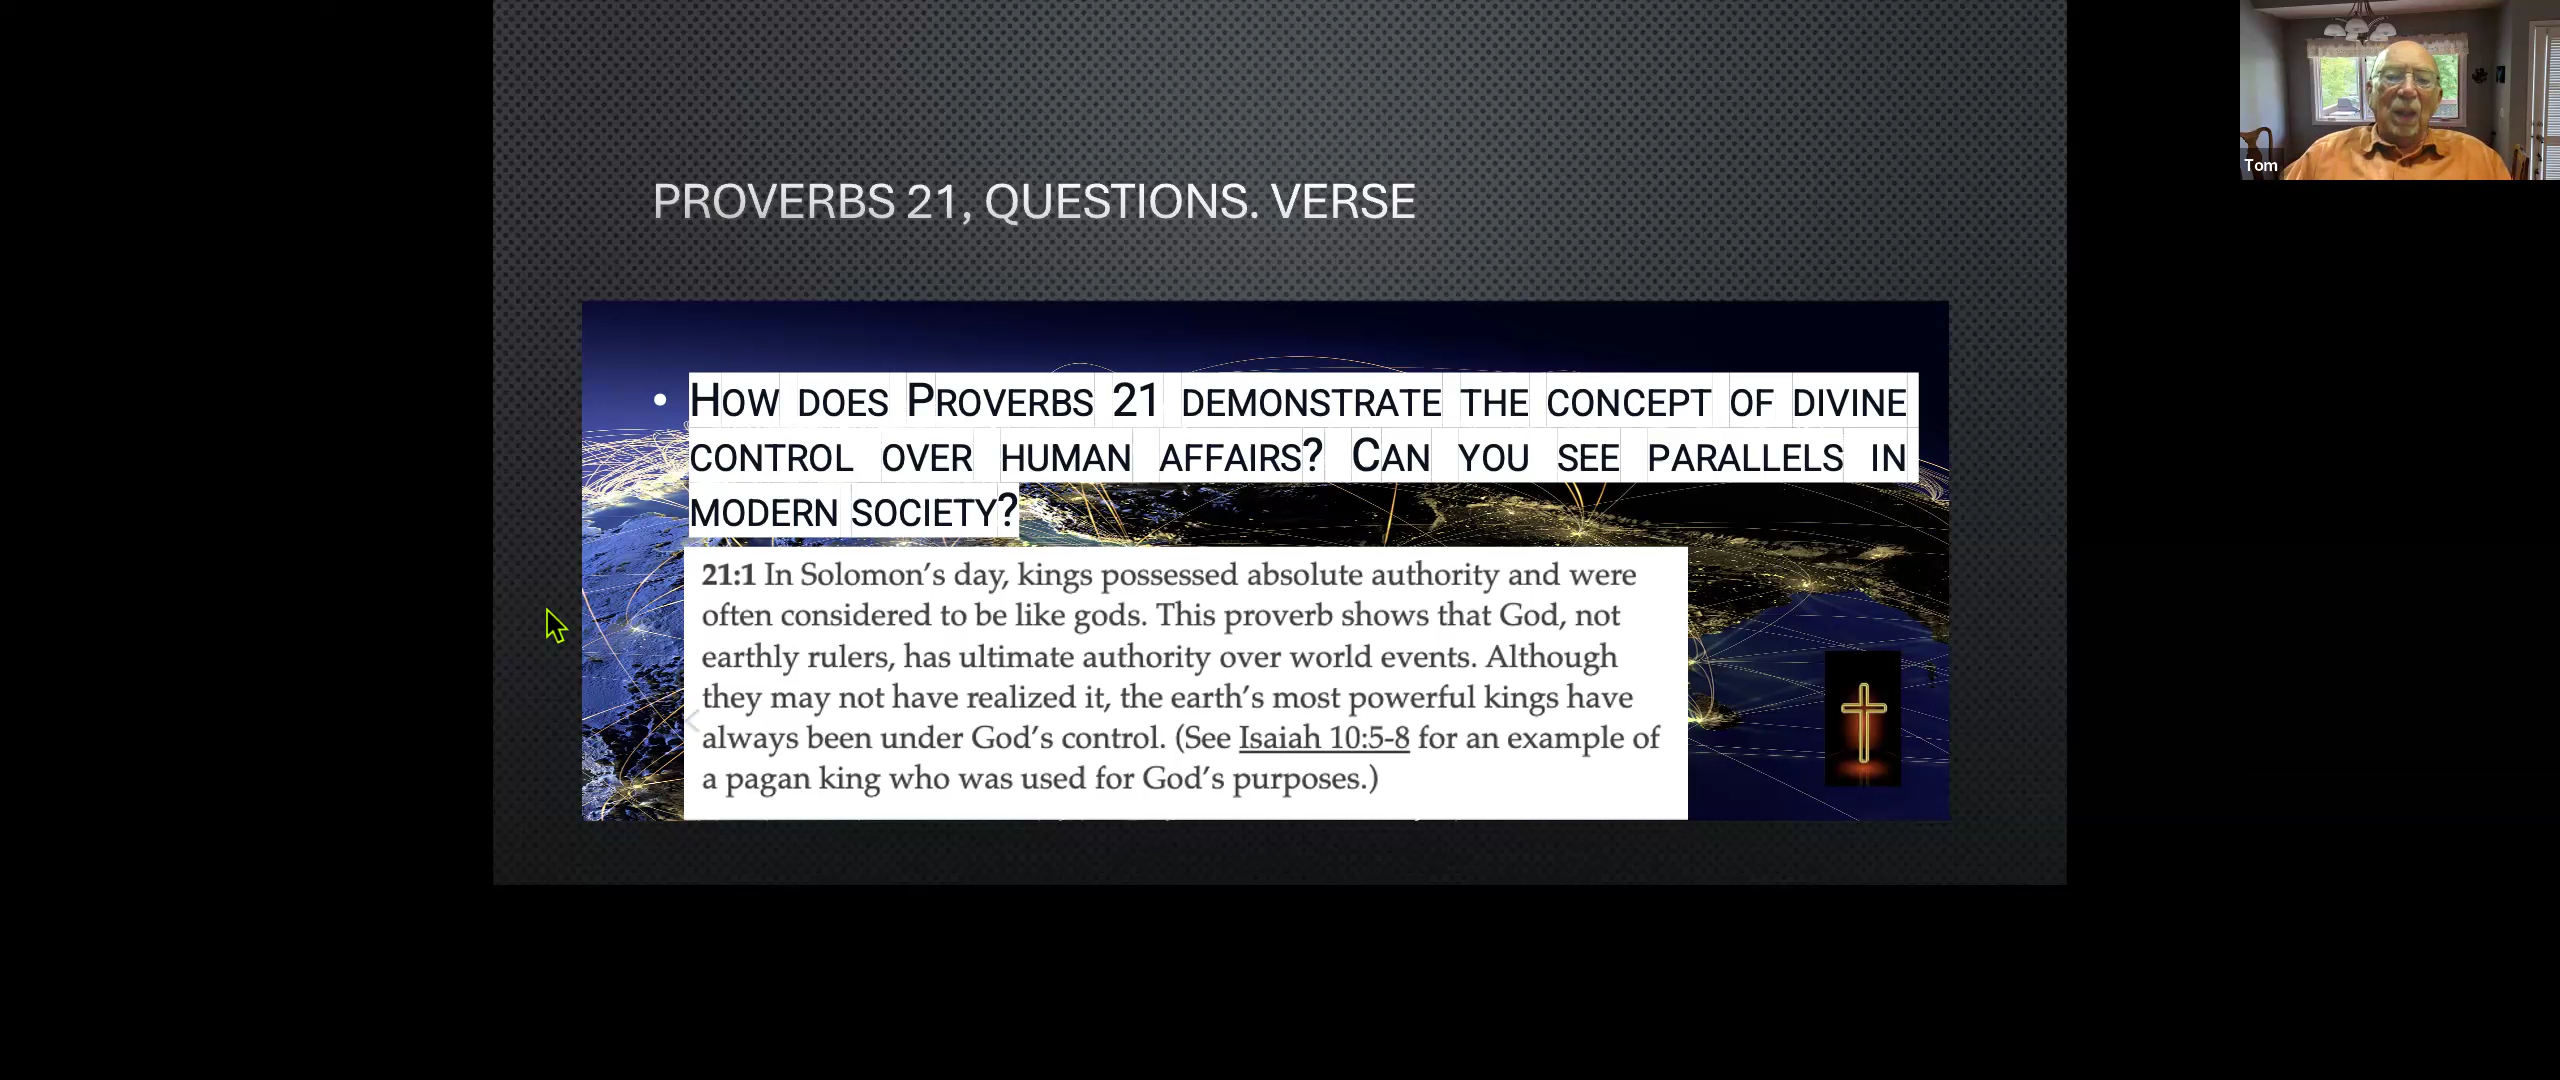 PROVERBS 21, QUESTIONS. VERSE
• HOW DOES PROVERBS 21 DEMONSTRATE THE CONCEPT OF DIVINE
CONTROL OVER HUMAN AFFAIRS? CAN YOU SEE PARALLELS IN
MODERN SOCIETY?
21:1 In Solomon’s day, kings possessed absolute authority and were
often considered to be like gods. This proverb shows that God, not
earthly rulers, has ultimate authority over world events. Although
they may not have realized it, the earth’s most powerful kings have
always been under God’s control. (See Isaiah 10:5-8 for an example of
a pagan king who was used for God’s purposes.)
Tom